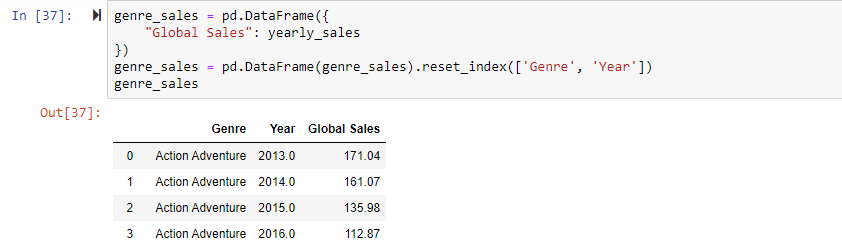 In [37]:
genre_sales = pd.DataFrame({
    "Global Sales": yearly_sales
})
genre_sales = pd.DataFrame(genre_sales).reset_index(['Genre', 'Year'])
genre_sales
Out[37]:
Genre Year Global Sales
0 Action Adventure 2013.0 171.04
1 Action Adventure 2014.0 161.07
2 Action Adventure 2015.0 135.98
3 Action Adventure 2016.0 112.87